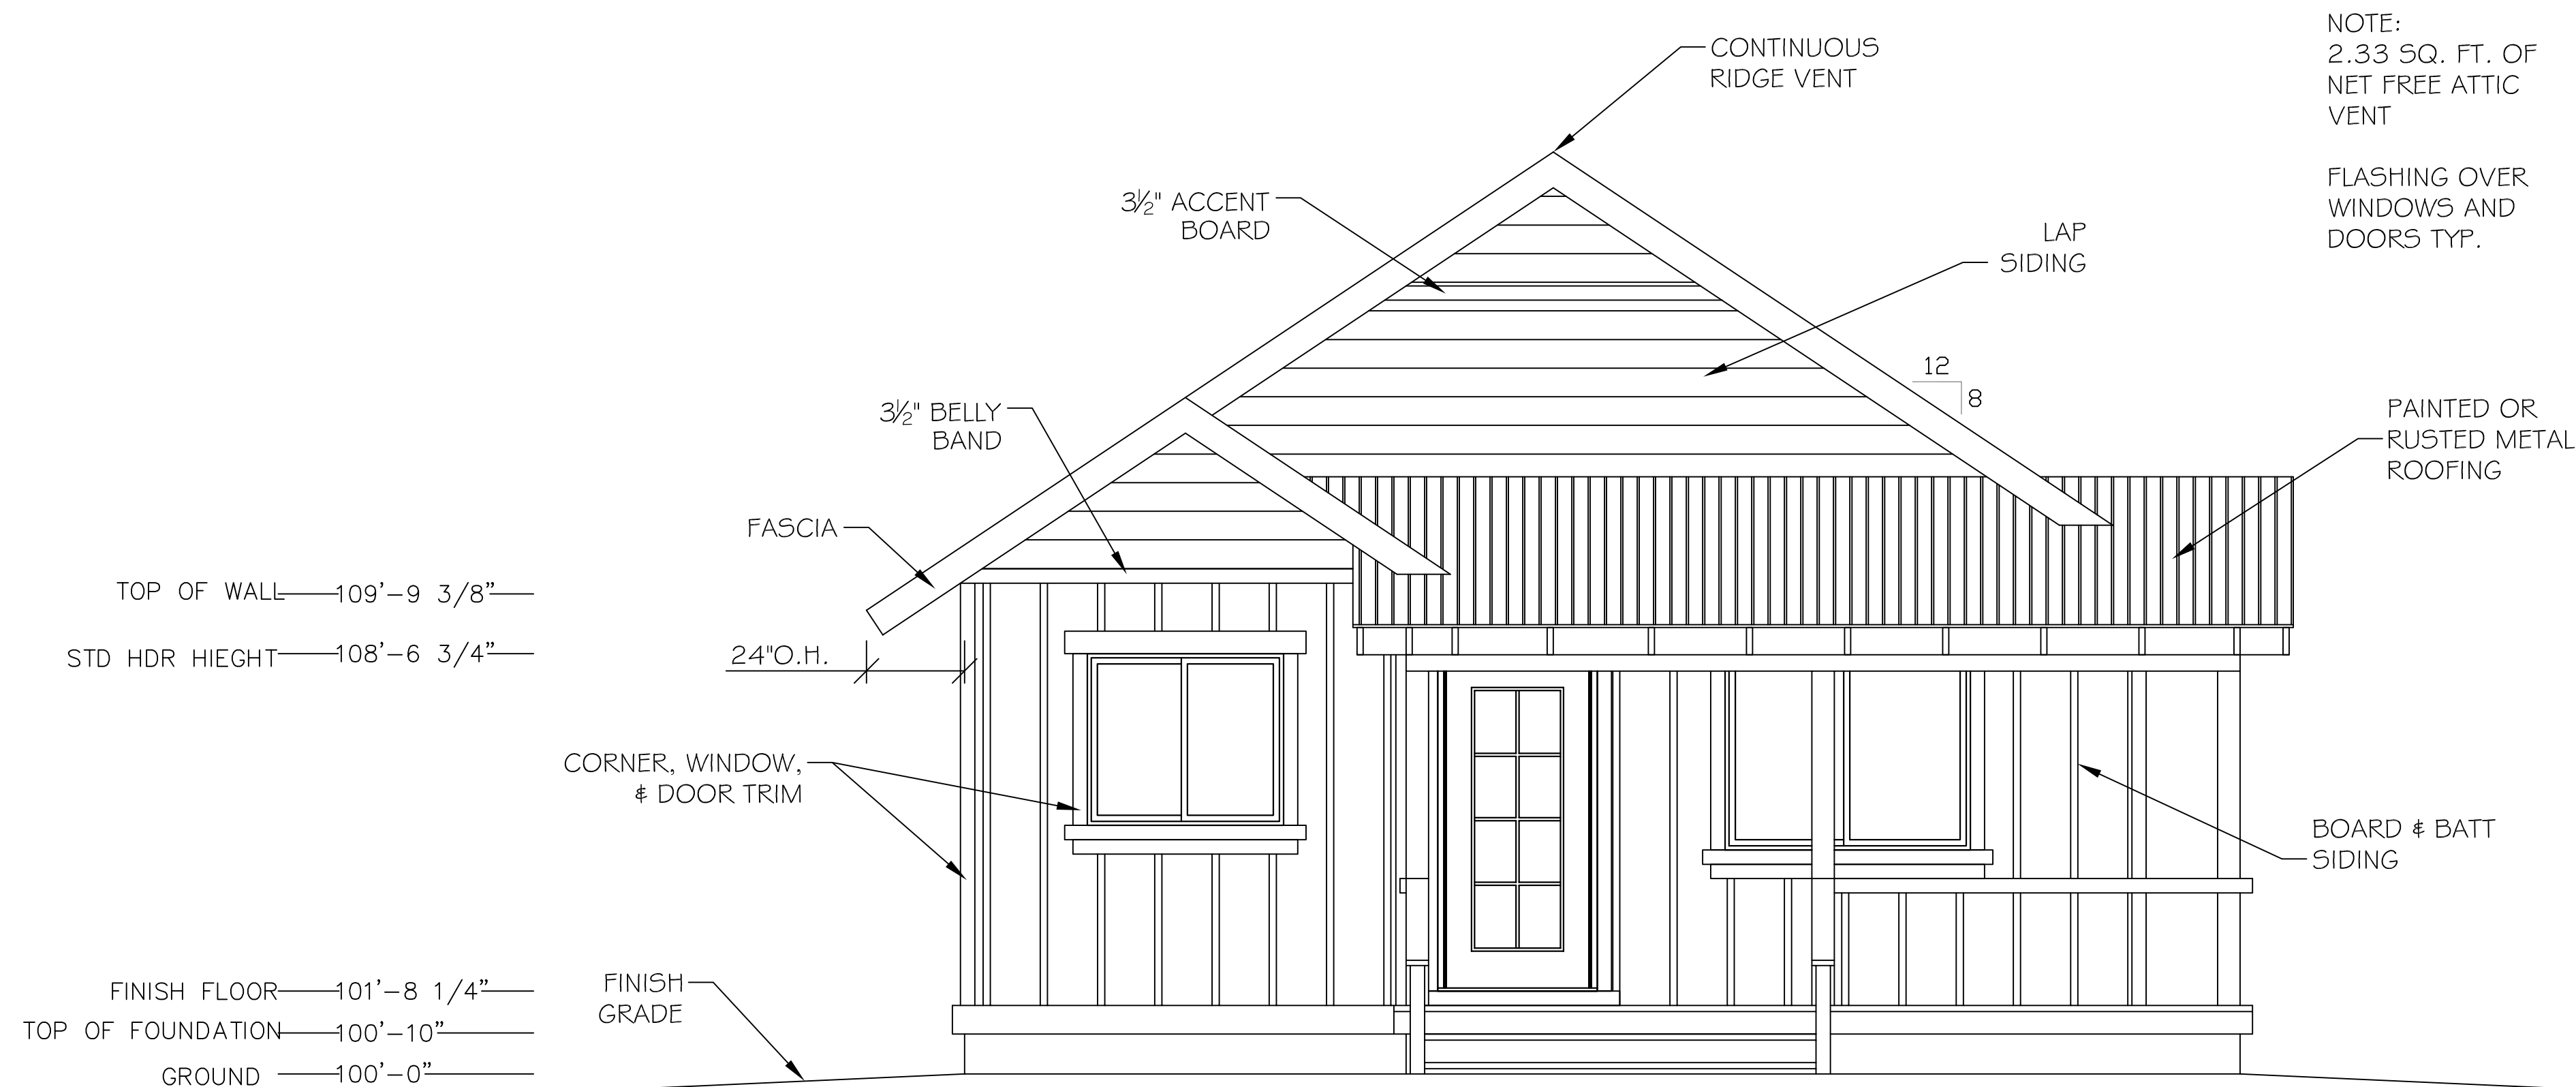 NOTE:
2.33 SQ. FT. OF
NET FREE ATTIC
VENT
FLASHING OVER
WINDOWS AND
DOORS TYP.
CONTINUOUS
RIDGE VENT
3½" ACCENT
BOARD
LAP
SIDING
12
8
3½" BELLY
BAND
PAINTED OR
RUSTED METAL
ROOFING
FASCIA
TOP OF WALL 109'-9 3/8"
STD HDR HIEGHT 108'-6 3/4"
24"O.H.
CORNER, WINDOW,
& DOOR TRIM
BOARD & BATT
SIDING
FINISH FLOOR 101'-8 1/4"
TOP OF FOUNDATION 100'-10"
GROUND 100'-0"
FINISH
GRADE